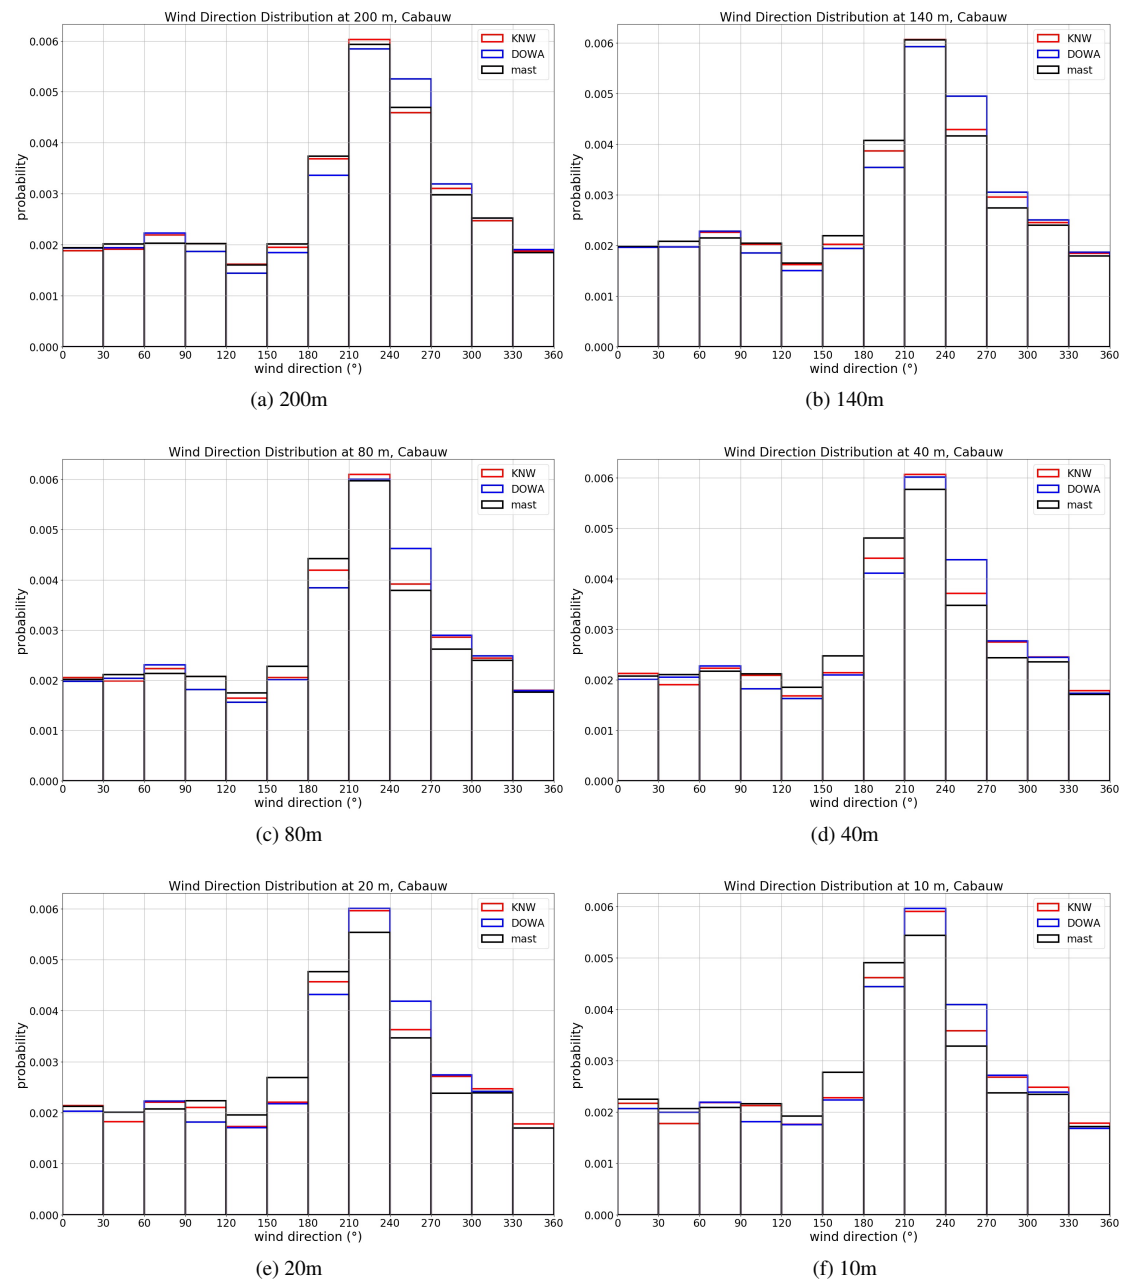 Wind Direction Distribution at 200 m, Cabauw
KNW
DOWA
mast
probability
0.006
0.005
0.004
0.003
0.002
0.001
0.000
0 30 60 90 120 150 180 210 240 270 300 330 360
wind direction (°)
(a) 200m
Wind Direction Distribution at 140 m, Cabauw
KNW
DOWA
mast
probability
0.006
0.005
0.004
0.003
0.002
0.001
0.000
0 30 60 90 120 150 180 210 240 270 300 330 360
wind direction (°)
(b) 140m
Wind Direction Distribution at 80 m, Cabauw
KNW
DOWA
mast
probability
0.006
0.005
0.004
0.003
0.002
0.001
0.000
0 30 60 90 120 150 180 210 240 270 300 330 360
wind direction (°)
(c) 80m
Wind Direction Distribution at 40 m, Cabauw
KNW
DOWA
mast
probability
0.006
0.005
0.004
0.003
0.002
0.001
0.000
0 30 60 90 120 150 180 210 240 270 300 330 360
wind direction (°)
(d) 40m
Wind Direction Distribution at 20 m, Cabauw
KNW
DOWA
mast
probability
0.006
0.005
0.004
0.003
0.002
0.001
0.000
0 30 60 90 120 150 180 210 240 270 300 330 360
wind direction (°)
(e) 20m
Wind Direction Distribution at 10 m, Cabauw
KNW
DOWA
mast
probability
0.006
0.005
0.004
0.003
0.002
0.001
0.000
0 30 60 90 120 150 180 210 240 270 300 330 360
wind direction (°)
(f) 10m